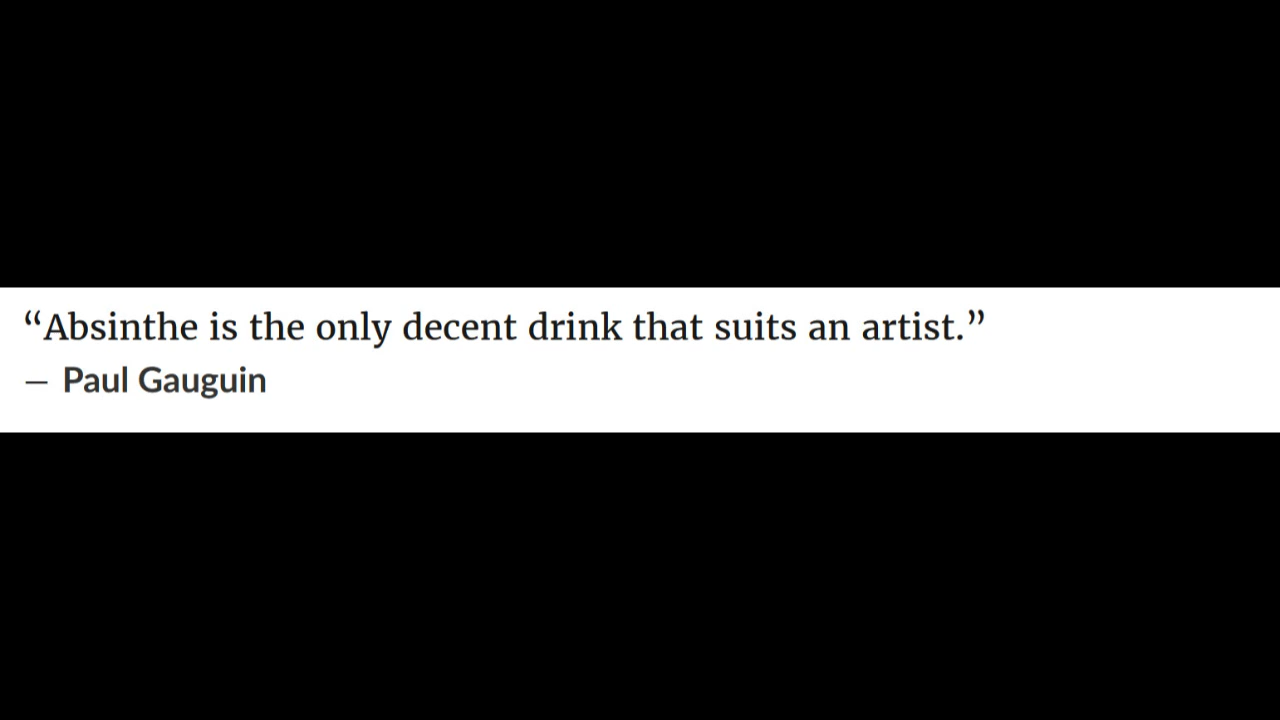 “Absinthe is the only decent drink that suits an artist.”
— Paul Gauguin